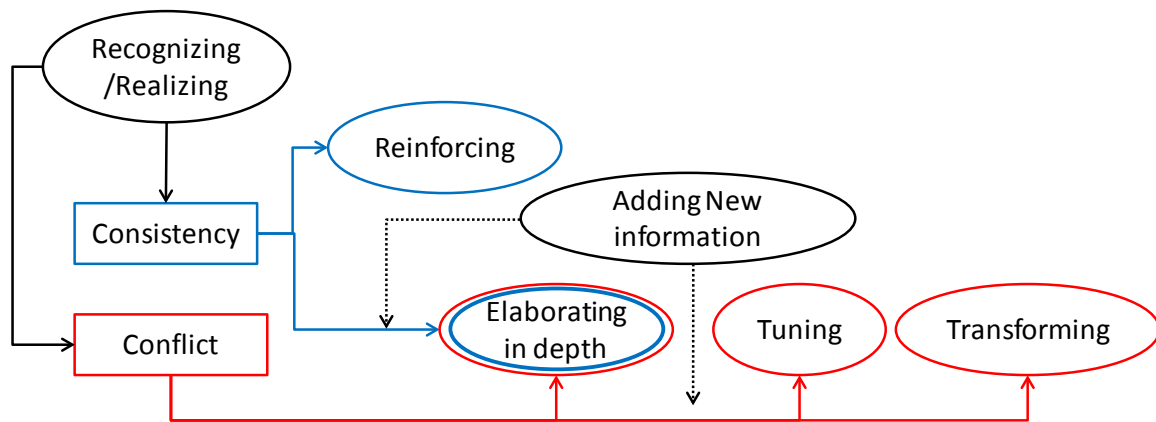 Recognizing
/Realizing
Reinforcing
Adding New
information
Consistency
Elaborating
in depth
Tuning
Transforming
Conflict